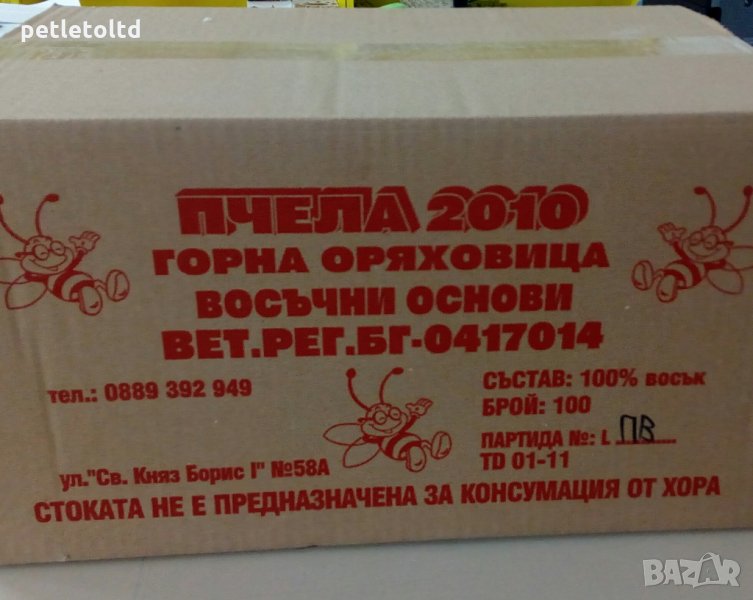 petletoltd
ПЧЕЛА 2010
ГОРНА ОРЯХОВИЦА
ВОСЪЧНИ ОСНОВИ
ВЕТ.РЕГ.БГ-0417014
тел.: 0889 392 949
СЪСТАВ: 100% восък
БРОЙ: 100
ПАРТИДА №: L ПВ
TD 01-11
ул."Св. Княз Борис I" №58А
СТОКАТА НЕ Е ПРЕДНАЗНАЧЕНА ЗА КОНСУМАЦИЯ ОТ ХОРА
BAZAR